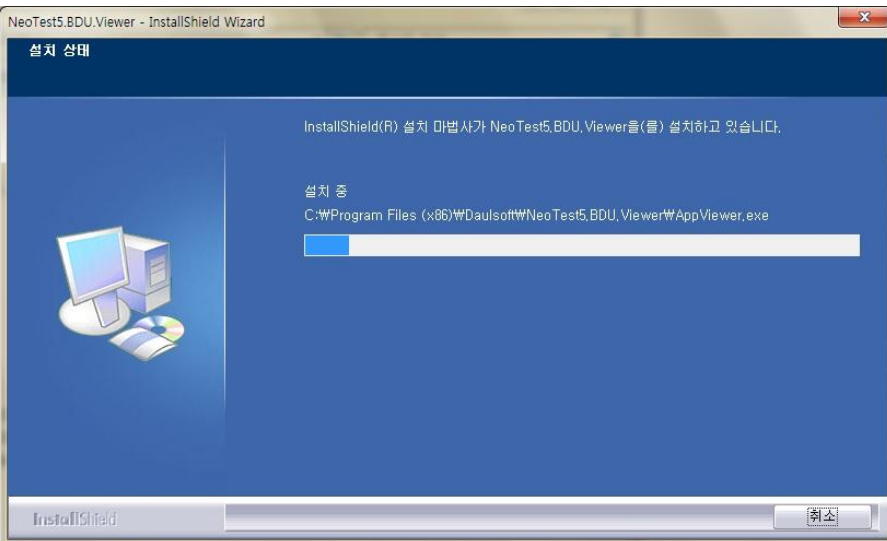 NeoTest5.BDU.Viewer - InstallShield Wizard
설치 상태
InstallShield(R) 설치 마법사가 NeoTest5.BDU.Viewer을(를) 설치하고 있습니다.
설치 중
C:₩Program Files (x86)₩Daulsoft₩NeoTest5.BDU.Viewer₩AppViewer.exe
InstallShield
취소